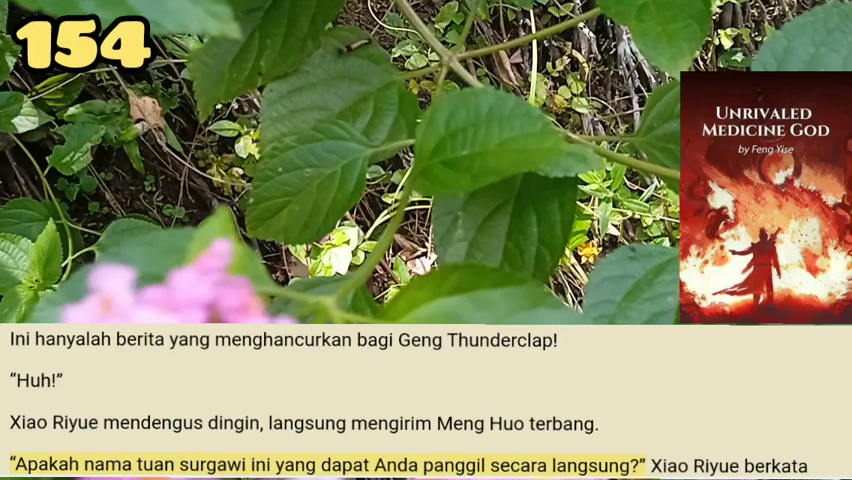 154
UNRIVALED
MEDICINE GOD
by Feng Yise
Ini hanyalah berita yang menghancurkan bagi Geng Thunderclap!
“Huh!”
Xiao Riyue mendengus dingin, langsung mengirim Meng Huo terbang.
“Apakah nama tuan surgawi ini yang dapat Anda panggil secara langsung?” Xiao Riyue berkata